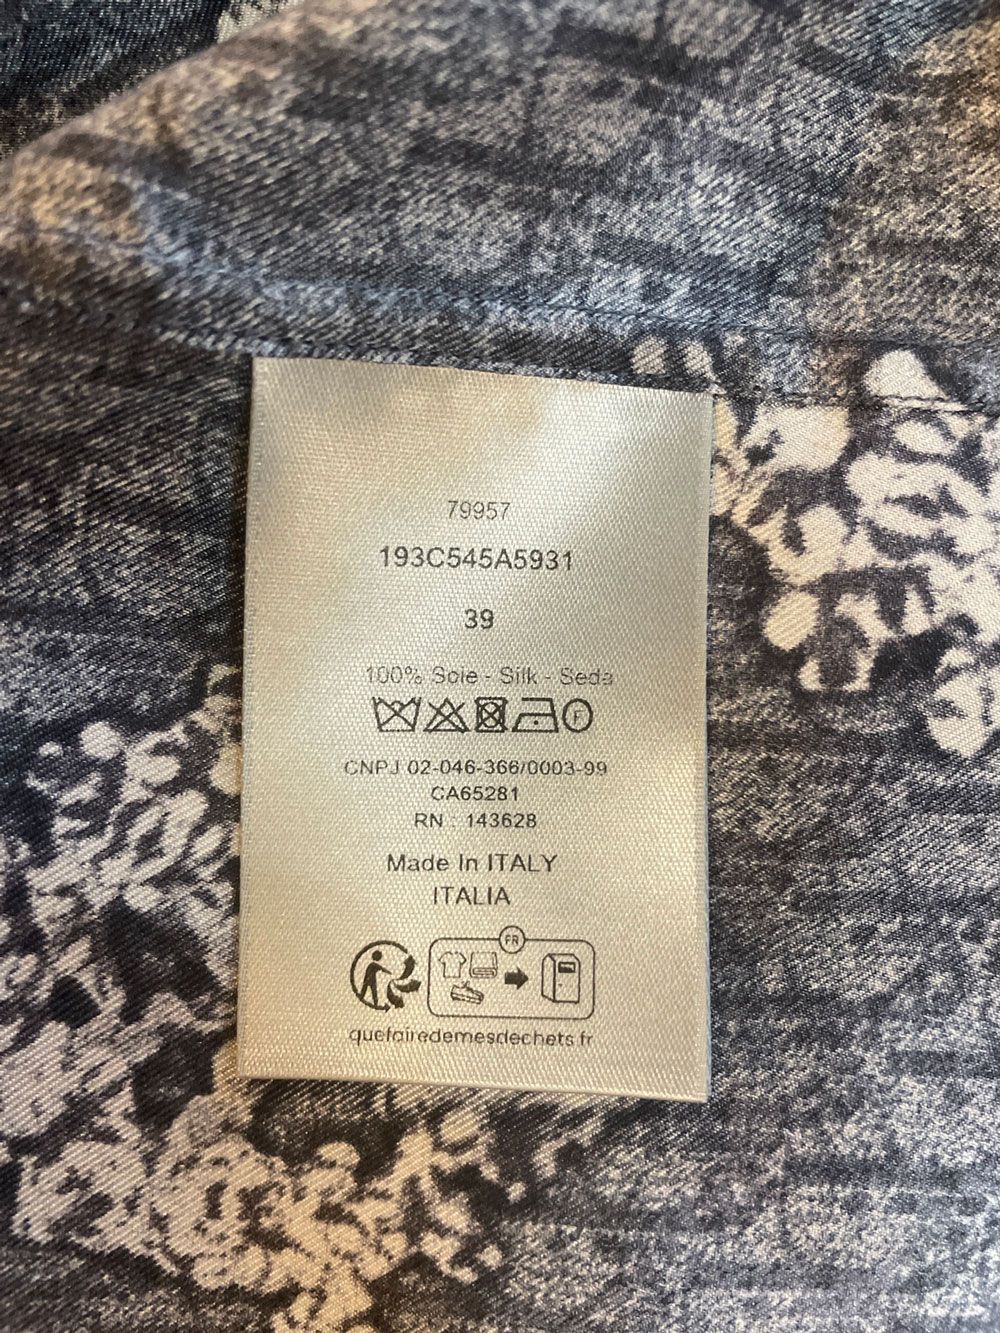 79957
193C545A5931
39
100% Soie - Silk - Seda
F
CNPJ 02-046-366/0003-99
CA65281
RN : 143628
Made In ITALY
ITALIA
FR
quefairedemesdechets.fr